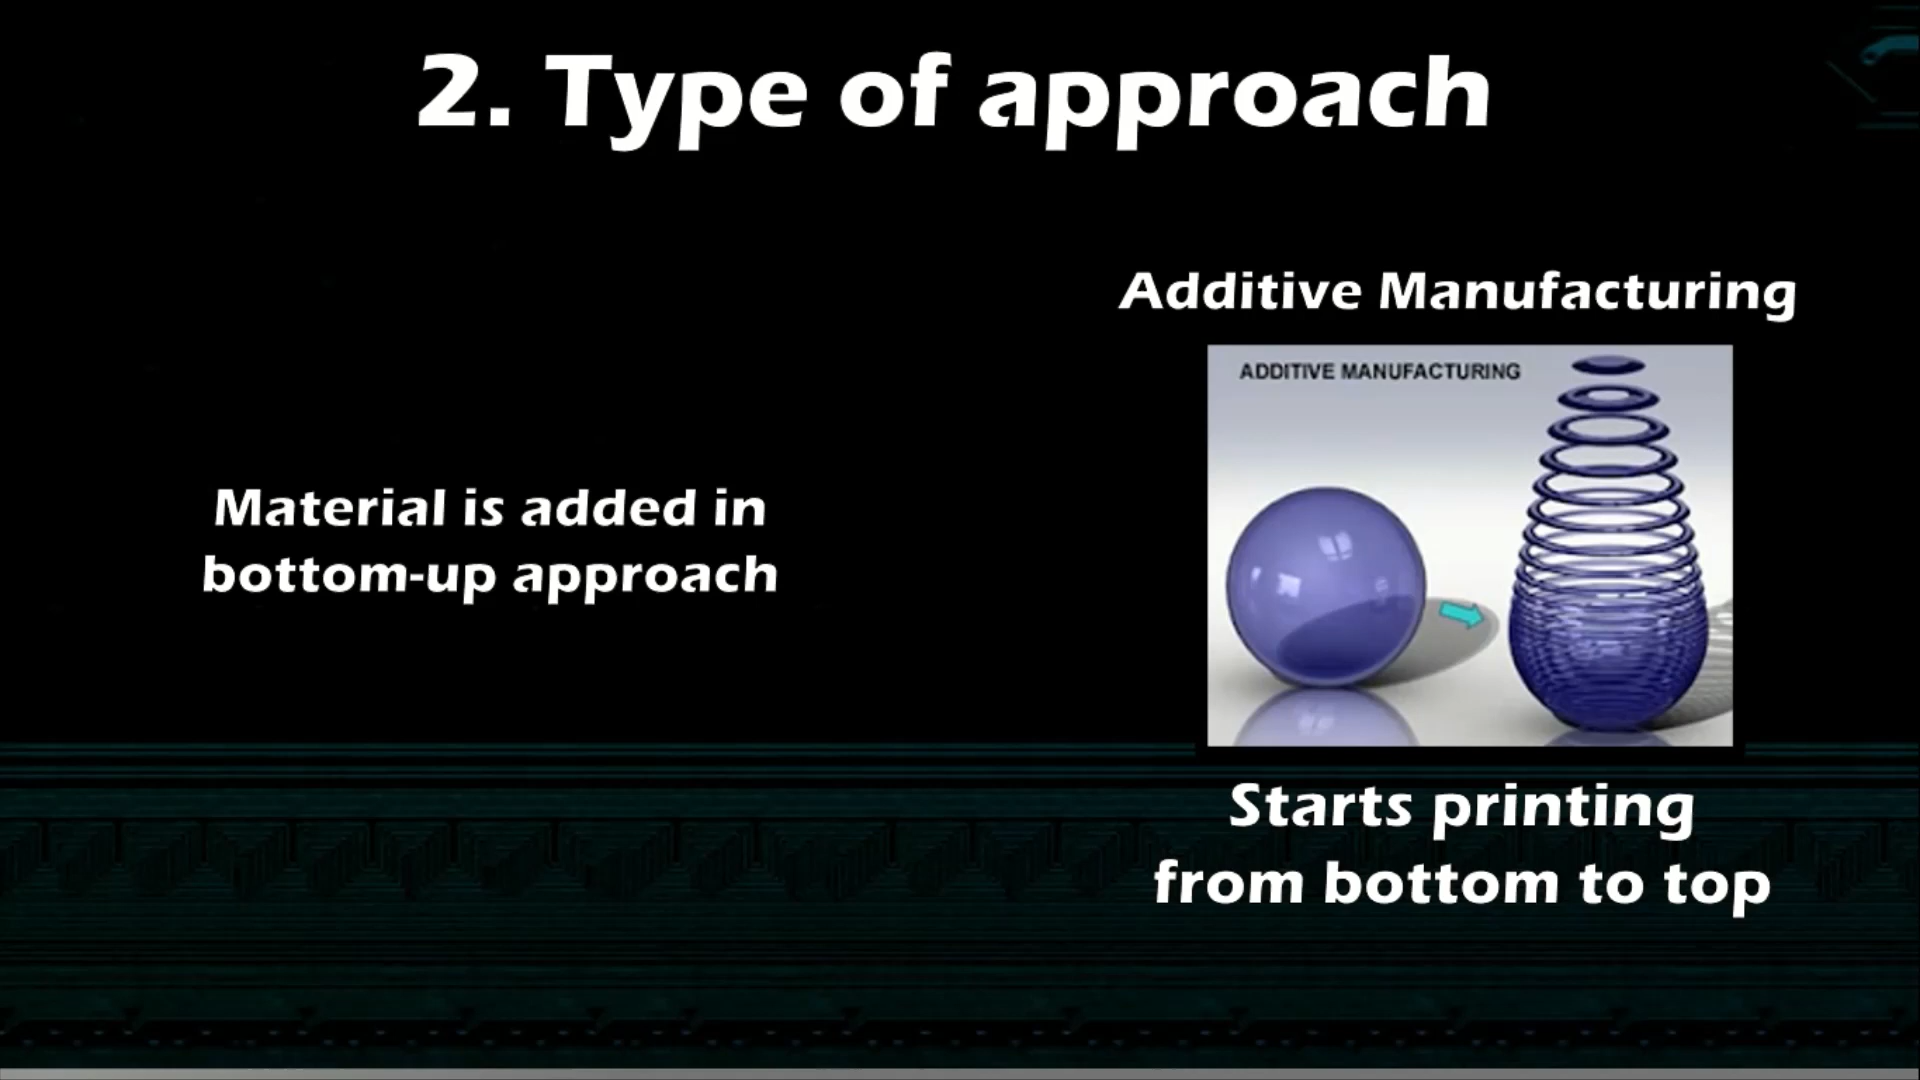 2. Type of approach
Material is added in
bottom-up approach
Additive Manufacturing
ADDITIVE MANUFACTURING
Starts printing
from bottom to top